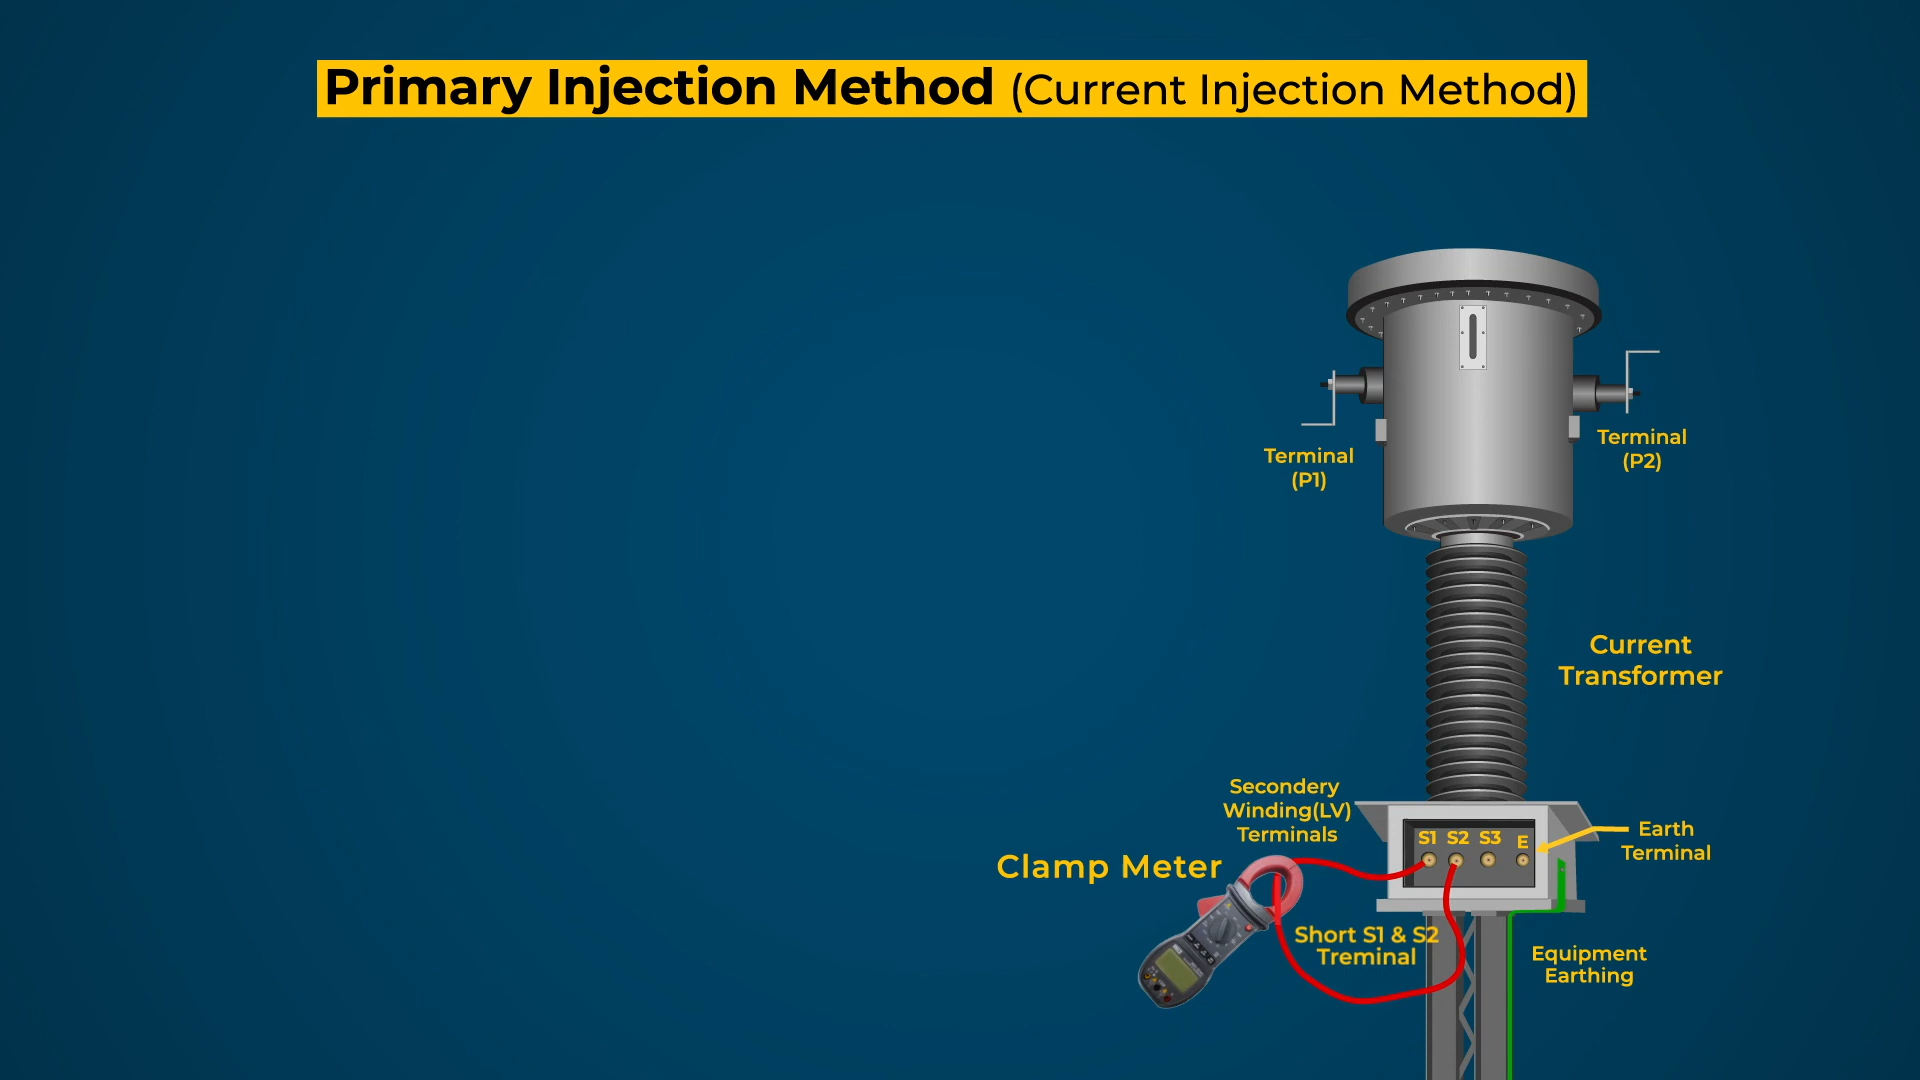 Primary Injection Method (Current Injection Method)
Terminal
(P1)
Terminal
(P2)
Current
Transformer
Secondery
Winding(LV)
Terminals
Clamp Meter
S1 S2 S3 E
Earth
Terminal
Short S1 & S2
Treminal
Equipment
Earthing